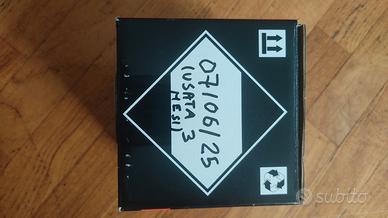 07/06/25
(USATA 3
MESI)
subito